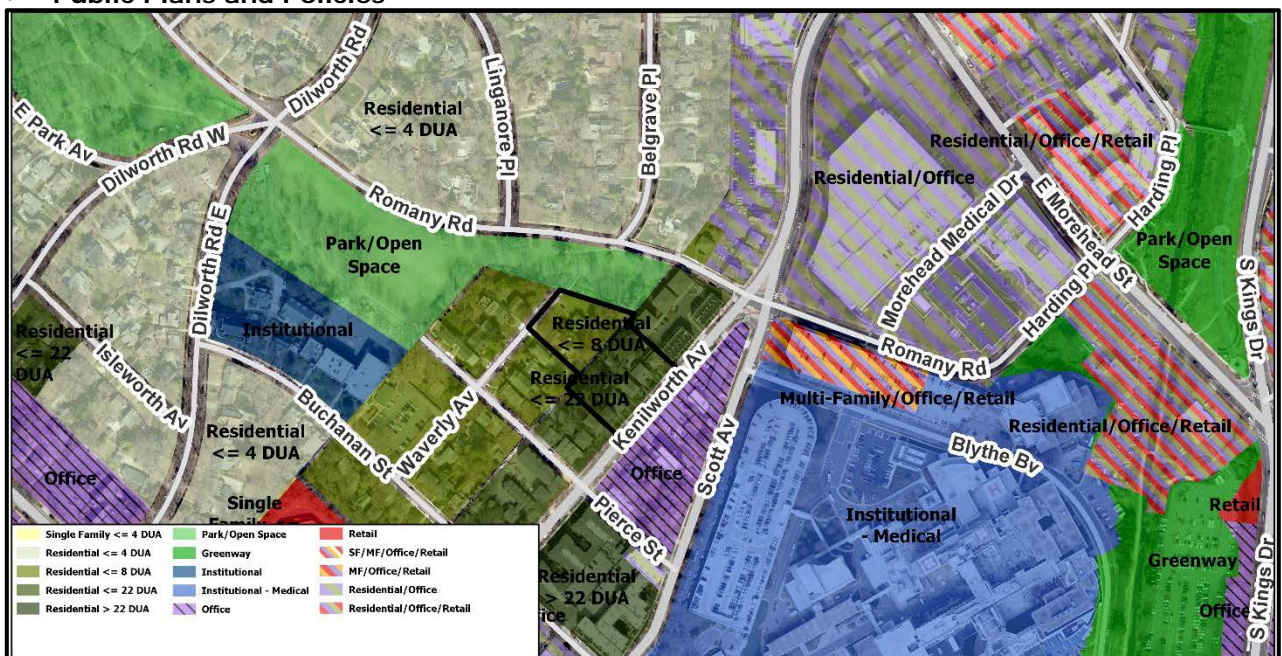 Public Plans and Policies
E Park Av
Dilworth Rd W
Dilworth Rd
Linganore Pl
Belgrave Pl
Residential
<= 4 DUA
Romany Rd
Residential/Office/Retail
Residential/Office
Morehead Medical Dr
E Morehead St
Harding Pl
Park/Open
Space
S Kings Dr
Park/Open
Space
Dilworth Rd E
Institutional
Residential
<= 8 DUA
Residential
<= 22 DUA
Residential
<= 22
DUA
Isleworth Av
Harding Pl
Romany Rd
Kenilworth Av
Scott Av
Multi-Family/Office/Retail
Residential/Office/Retail
Blythe Bv
Waverly Av
Buchanan St
Residential
<= 4 DUA
Office
Office
Pierce St
Single
Family <=
Institutional
- Medical
Retail
Greenway
Office
S Kings Dr
Residential
> 22 DUA
fice
Single Family <= 4 DUA
Residential <= 4 DUA
Residential <= 8 DUA
Residential <= 22 DUA
Residential > 22 DUA
Park/Open Space
Greenway
Institutional
Institutional - Medical
Office
Retail
SF/MF/Office/Retail
MF/Office/Retail
Residential/Office
Residential/Office/Retail